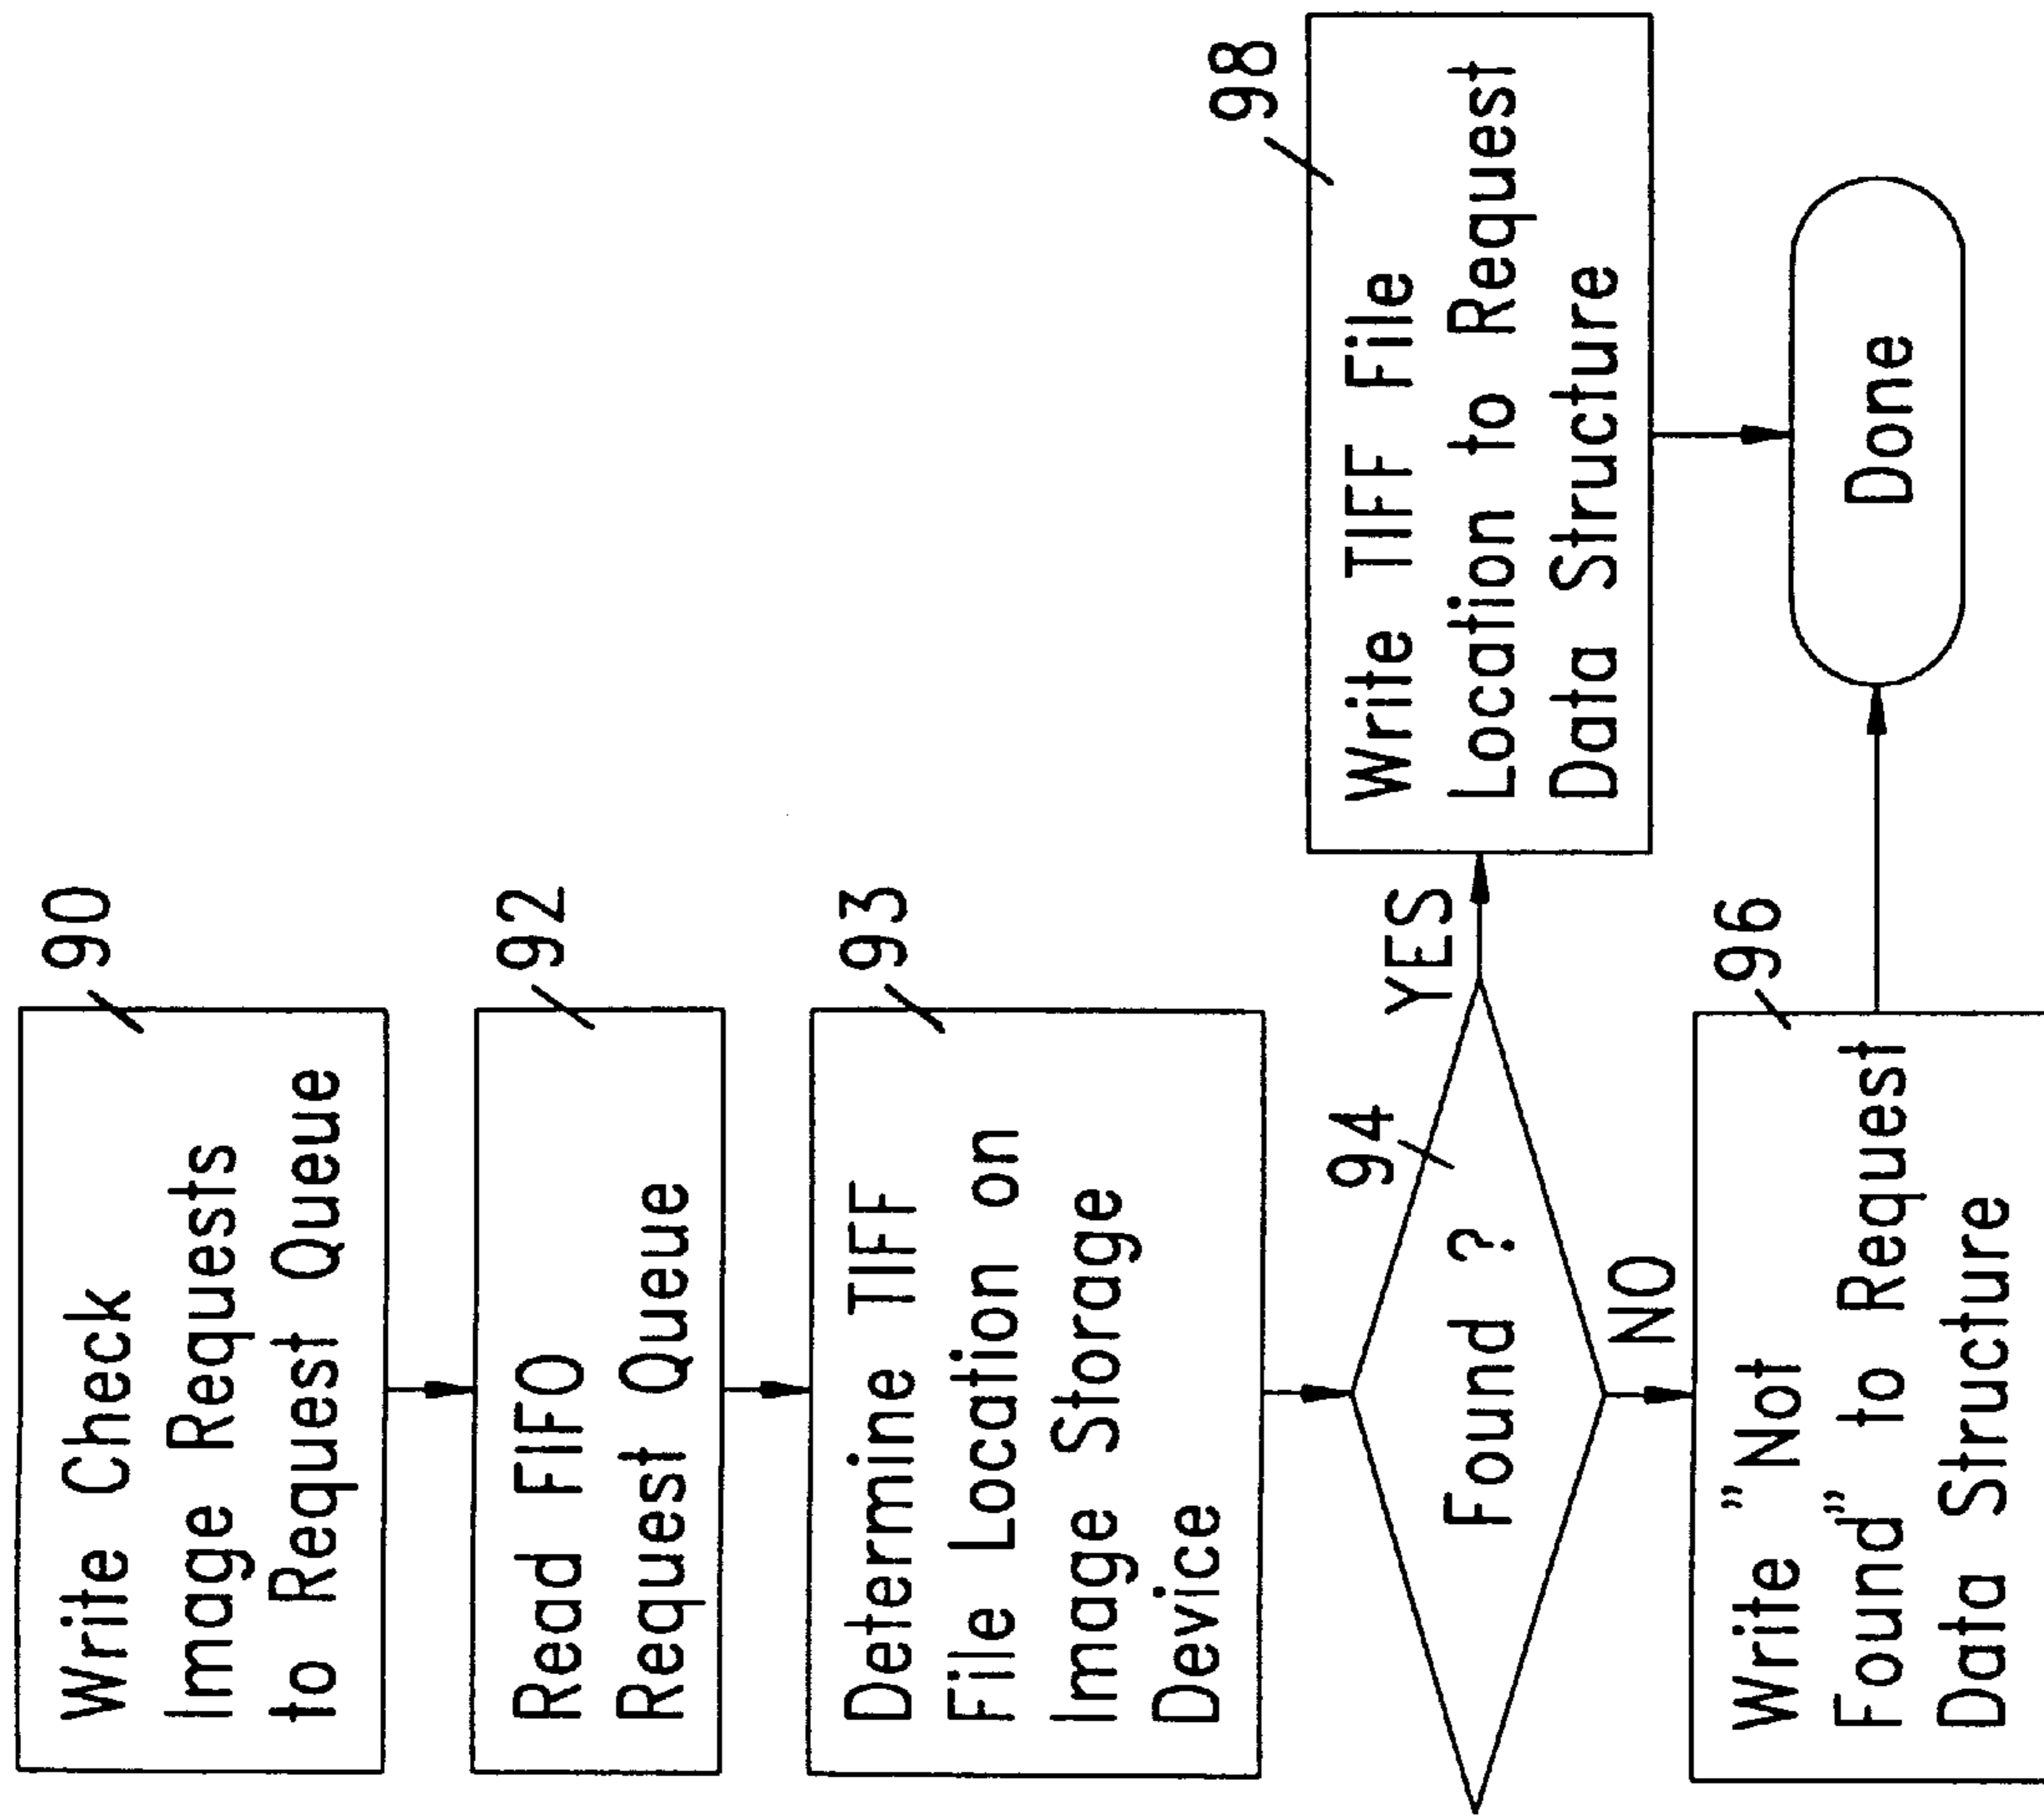 90
Write Check
Image Requests
to Request Queue
92
Read FIFO
Request Queue
93
Determine TIFF
File Location on
Image Storage
Device
94
Found ?
YES
98
Write TIFF File
Location to Request
Data Structure
NO
96
Write "Not
Found" to Request
Data Structure
Done